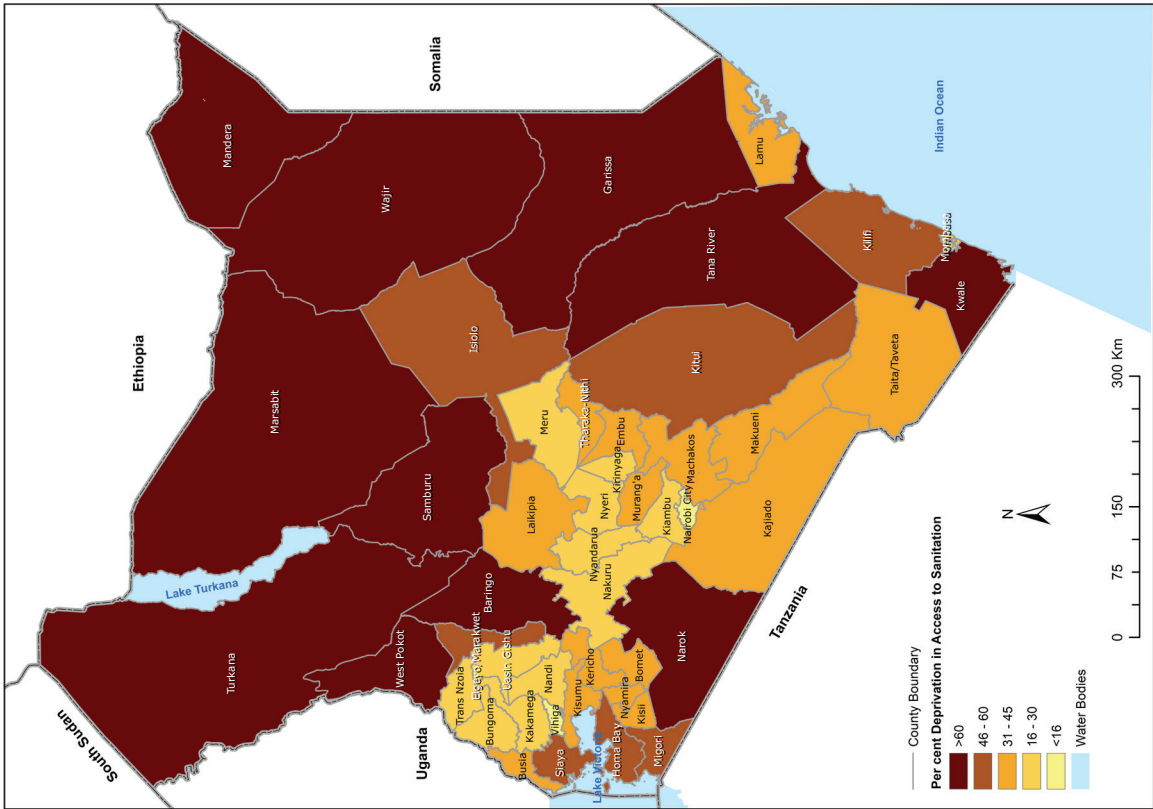 South Sudan
Ethiopia
Somalia
Uganda
Tanzania
Indian Ocean
Lake Turkana
Lake Victoria
Mandera
Turkana
Marsabit
Wajir
West Pokot
Samburu
Isiolo
Garissa
Baringo
Elgeyo/Marakwet
Trans Nzoia
Uasin Gishu
Bungoma
Kakamega
Nandi
Vihiga
Busia
Siaya
Kisumu
Kericho
Homa Bay
Nyamira
Kisii
Bomet
Migori
Narok
Laikipia
Meru
Tharaka-Nithi
Nyandarua
Nyeri
Kirinyaga
Embu
Nakuru
Murang'a
Kiambu
Nairobi City
Machakos
Kitui
Tana River
Lamu
Makueni
Kajiado
Taita/Taveta
Kilifi
Mombasa
Kwale
N
0 75 150 300 Km
County Boundary
Per cent Deprivation in Access to Sanitation
>60
46 - 60
31 - 45
16 - 30
<16
Water Bodies